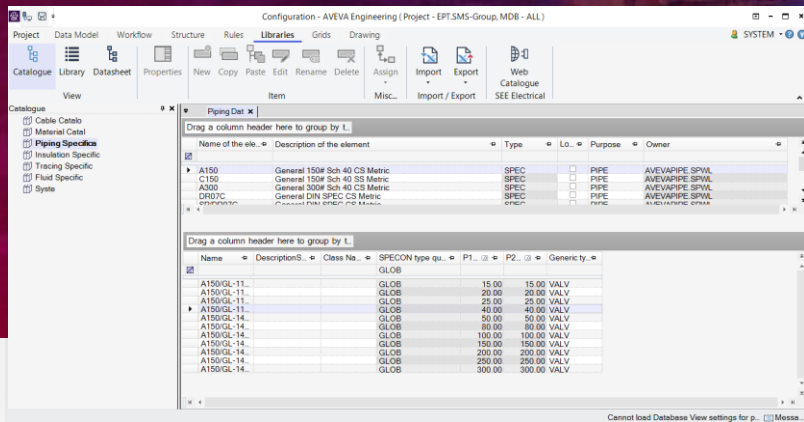 Configuration - AVEVA Engineering ( Project - EPT.SMS-Group, MDB - ALL )
Project Data Model Workflow Structure Rules Libraries Grids Drawing SYSTEM
Catalogue Library Datasheet Properties New Copy Paste Edit Rename Delete Assign Import Export Web Catalogue
View Item Misc... Import / Export SEE Electrical
Catalogue
Cable Catalo
Material Catal
Piping Specifica
Insulation Specific
Tracing Specific
Fluid Specific
Syste
Piping Dat
Drag a column header here to group by t..
Name of the ele.. Description of the element Type Lo.. Purpose Owner
A150 General 150# Sch 40 CS Metric SPEC PIPE AVEVAPIPE.SPWL
C150 General 150# Sch 40 SS Metric SPEC PIPE AVEVAPIPE.SPWL
A300 General 300# Sch 40 CS Metric SPEC PIPE AVEVAPIPE.SPWL
DR07C General DIN SPEC CS Metric SPEC PIPE AVEVAPIPE.SPWL
Drag a column header here to group by t..
Name DescriptionS.. Class Na... SPECON type qu.. P1... P2... Generic ty..
GLOB
A150/GL-11... GLOB 15.00 15.00 VALV
A150/GL-11... GLOB 20.00 20.00 VALV
A150/GL-11... GLOB 25.00 25.00 VALV
A150/GL-11... GLOB 40.00 40.00 VALV
A150/GL-14... GLOB 50.00 50.00 VALV
A150/GL-14... GLOB 80.00 80.00 VALV
A150/GL-14... GLOB 100.00 100.00 VALV
A150/GL-14... GLOB 150.00 150.00 VALV
A150/GL-14... GLOB 200.00 200.00 VALV
A150/GL-14... GLOB 250.00 250.00 VALV
A150/GL-14... GLOB 300.00 300.00 VALV
Cannot load Database View settings for p... Messa...